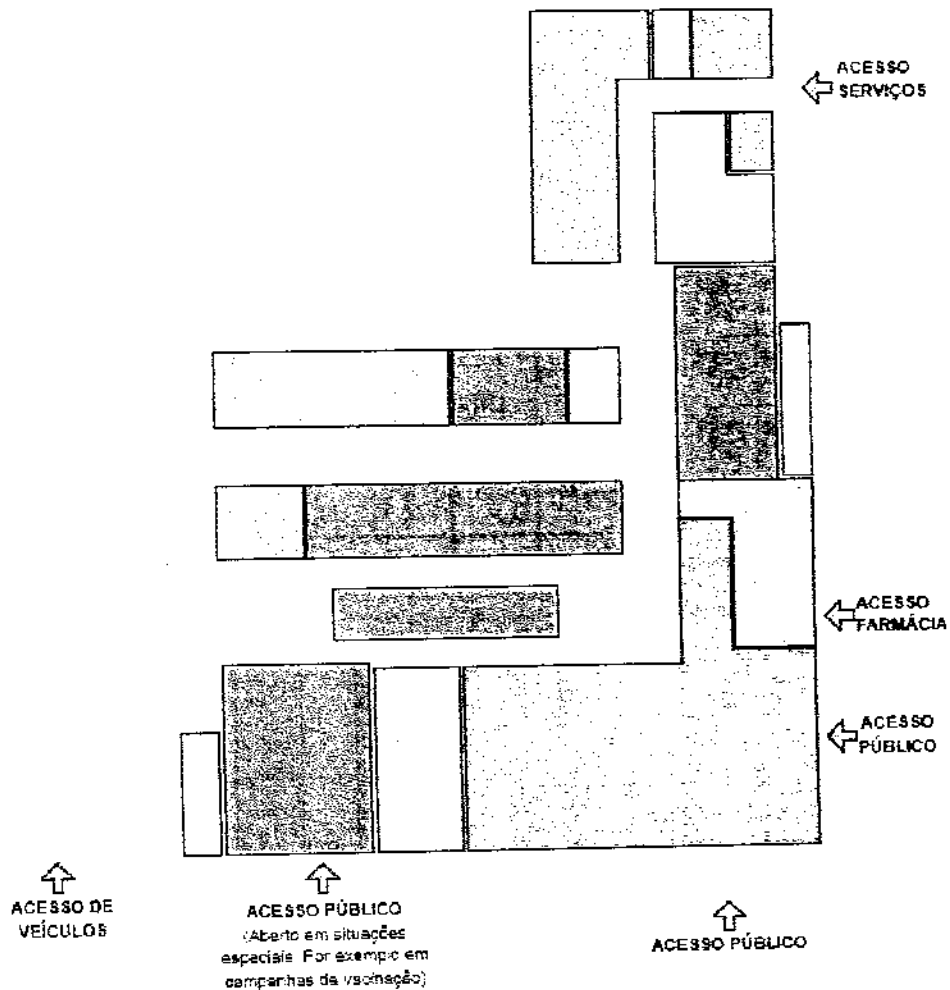 ACESSO
SERVIÇOS
ACESSO
FARMÁCIA
ACESSO
PÚBLICO
ACESSO DE
VEÍCULOS
ACESSO PÚBLICO
(Aberto em situações
especiais. Por exemplo em
campanhas de vacinação)
ACESSO PÚBLICO